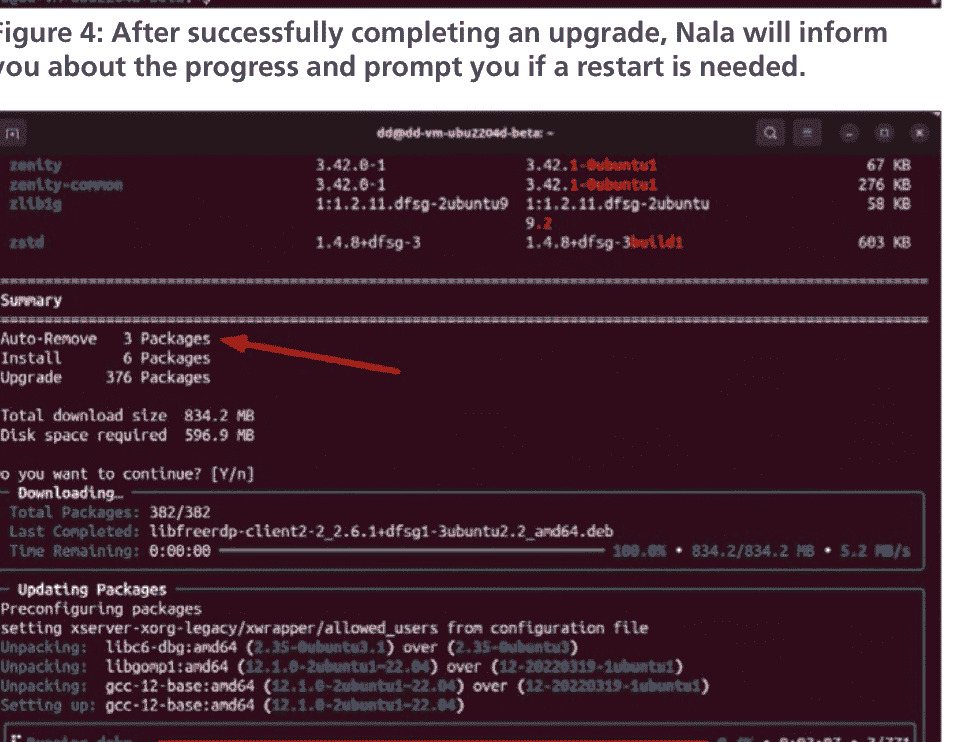 Figure 4: After successfully completing an upgrade, Nala will inform
you about the progress and prompt you if a restart is needed.
dd@dd-vm-ubu2204d-beta: ~
zenity 3.42.0-1 3.42.1-0ubuntu1 67 KB
zenity-common 3.42.0-1 3.42.1-0ubuntu1 276 KB
zlib1g 1:1.2.11.dfsg-2ubuntu9 1:1.2.11.dfsg-2ubuntu 58 KB
9.2
zstd 1.4.8+dfsg-3 1.4.8+dfsg-3build1 603 KB
Summary
Auto-Remove 3 Packages
Install 6 Packages
Upgrade 376 Packages
Total download size 834.2 MB
Disk space required 596.9 MB
o you want to continue? [Y/n]
Downloading…
Total Packages: 382/382
Last Completed: libfreerdp-client2-2_2.6.1+dfsg1-3ubuntu2.2_amd64.deb
Time Remaining: 0:00:00 100.0% • 834.2/834.2 MB • 5.2 MB/s
Updating Packages
Preconfiguring packages
setting xserver-xorg-legacy/xwrapper/allowed_users from configuration file
Unpacking: libc6-dbg:amd64 (2.35-0ubuntu3.1) over (2.35-0ubuntu3)
Unpacking: libgomp1:amd64 (12.1.0-2ubuntu1~22.04) over (12-20220319-1ubuntu1)
Unpacking: gcc-12-base:amd64 (12.1.0-2ubuntu1~22.04) over (12-20220319-1ubuntu1)
Setting up: gcc-12-base:amd64 (12.1.0-2ubuntu1~22.04)